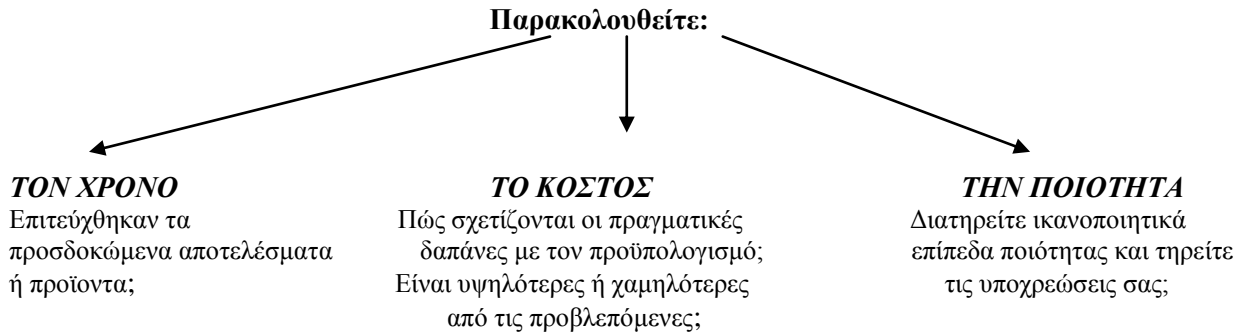 Παρακολουθείτε:
ΤΟΝ ΧΡΟΝΟ
Επιτεύχθηκαν τα
προσδοκώμενα αποτελέσματα
ή προϊοντα;
ΤΟ ΚΟΣΤΟΣ
Πώς σχετίζονται οι πραγματικές
δαπάνες με τον προϋπολογισμό;
Είναι υψηλότερες ή χαμηλότερες
από τις προβλεπόμενες;
ΤΗΝ ΠΟΙΟΤΗΤΑ
Διατηρείτε ικανοποιητικά
επίπεδα ποιότητας και τηρείτε
τις υποχρεώσεις σας;